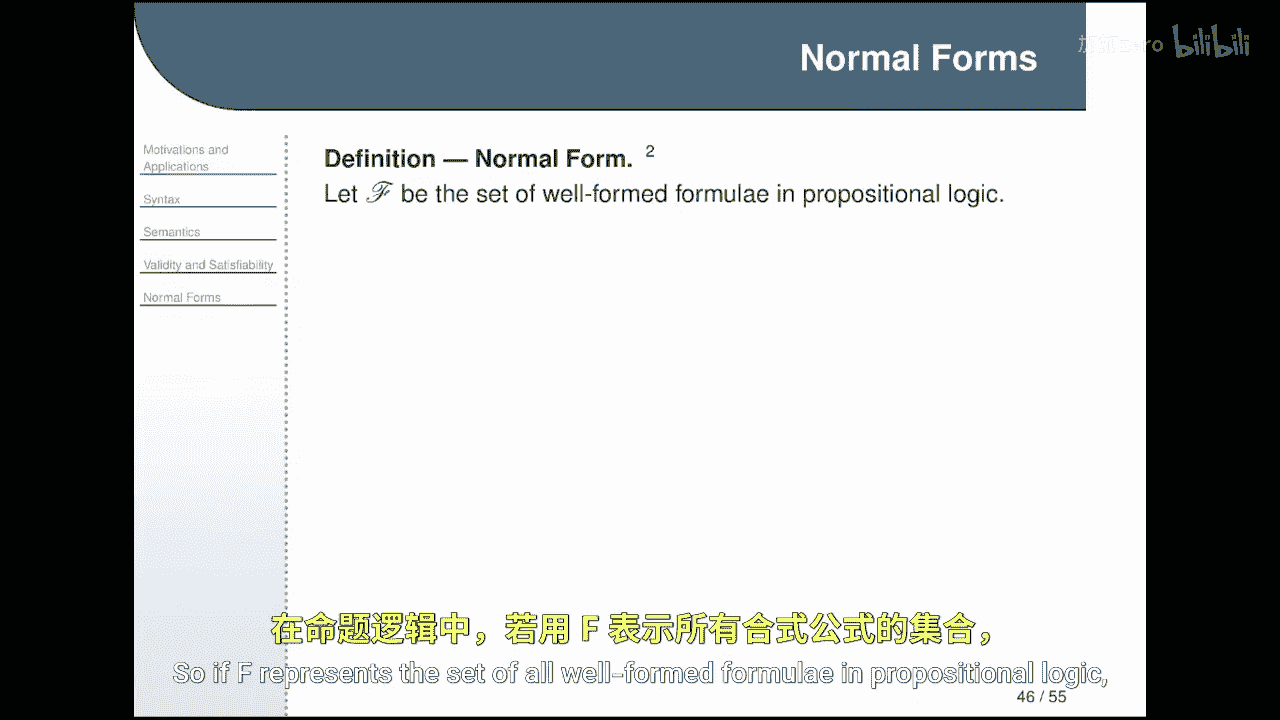 Normal Forms
bilibili
Motivations and
Applications
Syntax
Semantics
Validity and Satisfiability
Normal Forms
Definition — Normal Form. 2
Let ℱ be the set of well-formed formulae in propositional logic.
在命题逻辑中，若用 F 表示所有合式公式的集合，
So if F represents the set of all well-formed formulae in propositional logic,
46 / 55